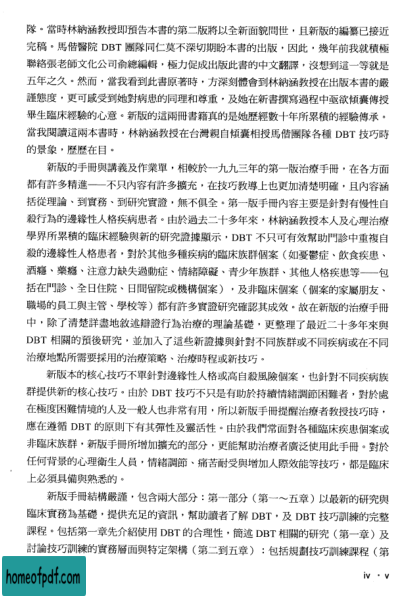 隊。當時林納涵教授即預告本書的第二版將以全新面貌問世，且新版的編纂已接近
完稿。馬偕醫院 DBT 團隊同仁莫不深切期盼本書的出版，因此，幾年前我就積極
聯絡張老師文化公司俞總編輯，極力促成出版此書的中文翻譯，沒想到這一等就是
五年之久。然而，當我看到此書原著時，方深刻體會到林納涵教授在出版本書的嚴
謹態度，更可感受到她對病患的同理和尊重，及她在新書撰寫過程中亟欲傾囊傳授
畢生臨床經驗的心意。新版的這兩冊書籍真的是她歷經數十年所累積的經驗傳承。
當我閱讀這兩本書時，林納涵教授在台灣親自傾囊相授馬偕團隊各種 DBT 技巧時
的景象，歷歷在目。
新版的手冊與講義及作業單，相較於一九九三年的第一版治療手冊，在各方面
都有許多精進——不只內容有許多擴充，在技巧教導上也更加清楚明確，且內容涵
括從理論、到實務、到研究實證，無不俱全。第一版手冊內容主要是針對有慢性自
殺行為的邊緣性人格疾病患者。由於過去二十多年來，林納涵教授本人及心理治療
學界所累積的臨床經驗與新的研究證據顯示，DBT 不只可有效幫助門診中重複自
殺的邊緣性人格患者，對於其他多種疾病的臨床族群個案（如憂鬱症、飲食疾患、
酒癮、藥癮、注意力缺失過動症、情緒障礙、青少年族群、其他人格疾患等——包
括在門診、全日住院、日間留院或機構個案），及非臨床個案（個案的家屬朋友、
職場的員工與主管、學校等）都有許多實證研究確認其成效。故在新版的治療手冊
中，除了清楚詳盡地敘述辯證行為治療的理論基礎，更整理了最近二十多年來與
DBT 相關的預後研究，並加入了這些新證據與針對不同族群或不同疾病或在不同
治療地點所需要採用的治療策略、治療時程或新技巧。
新版本的核心技巧不單針對邊緣性人格或高自殺風險個案，也針對不同疾病族
群提供新的核心技巧。由於 DBT 技巧不只是有助於持續情緒調節困難者，對於處
在極度困難情境的人及一般人也非常有用，所以新版手冊提醒治療者教授技巧時，
應在遵循 DBT 的原則下有其彈性及靈活性。由於我們常面對各種臨床疾患個案或
非臨床族群，新版手冊所增加擴充的部分，更能幫助治療者廣泛使用此手冊。對於
任何背景的心理衛生人員，情緒調節、痛苦耐受與增加人際效能等技巧，都是臨床
上必須具備與熟悉的。
新版手冊結構嚴謹，包含兩大部分：第一部分（第一～五章）以最新的研究與
臨床實務為基礎，提供充足的資訊，幫助讀者了解 DBT，及 DBT 技巧訓練的完整
課程。包括第一章先介紹使用 DBT 的合理性，簡述 DBT 相關的研究（第一章）及
討論技巧訓練的實務層面與特定架構（第二到五章）：包括規劃技巧訓練課程（第
iv · v
homeofpdf.com